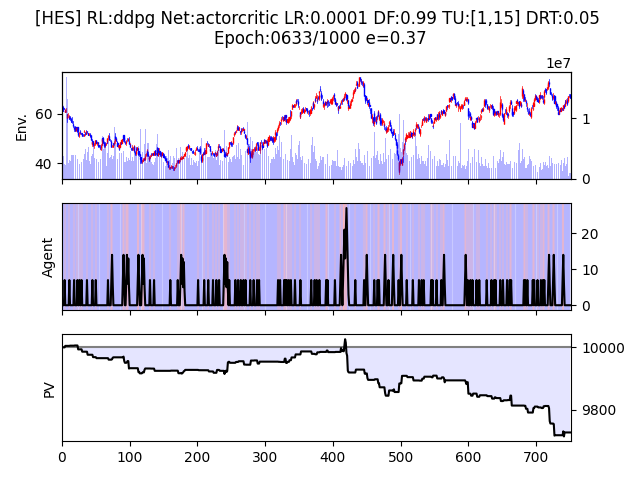 [HES] RL:ddpg Net:actorcritic LR:0.0001 DF:0.99 TU:[1,15] DRT:0.05
Epoch:0633/1000 e=0.37
1e7
Env.
60
40
1
0
Agent
20
10
0
PV
10000
9800
0 100 200 300 400 500 600 700